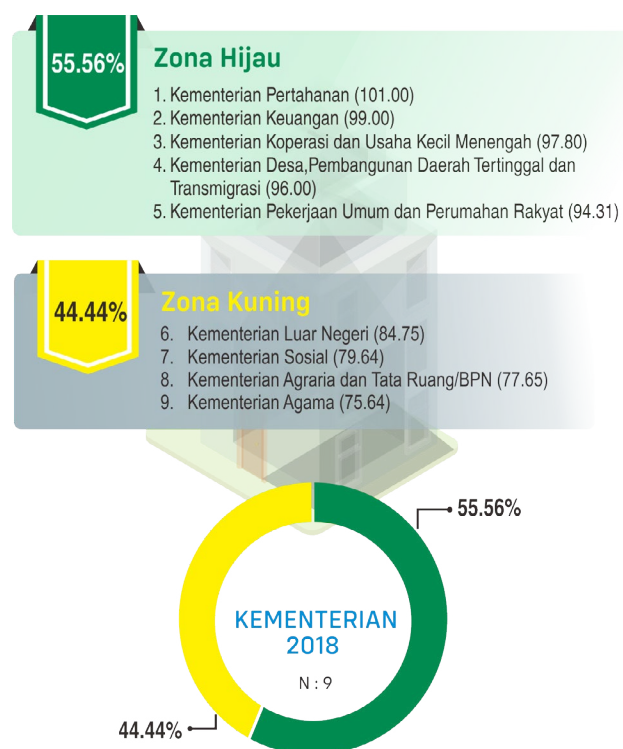 55.56%
Zona Hijau
1. Kementerian Pertahanan (101.00)
2. Kementerian Keuangan (99.00)
3. Kementerian Koperasi dan Usaha Kecil Menengah (97.80)
4. Kementerian Desa,Pembangunan Daerah Tertinggal dan
Transmigrasi (96.00)
5. Kementerian Pekerjaan Umum dan Perumahan Rakyat (94.31)
44.44%
Zona Kuning
6. Kementerian Luar Negeri (84.75)
7. Kementerian Sosial (79.64)
8. Kementerian Agraria dan Tata Ruang/BPN (77.65)
9. Kementerian Agama (75.64)
55.56%
KEMENTERIAN
2018
N : 9
44.44%